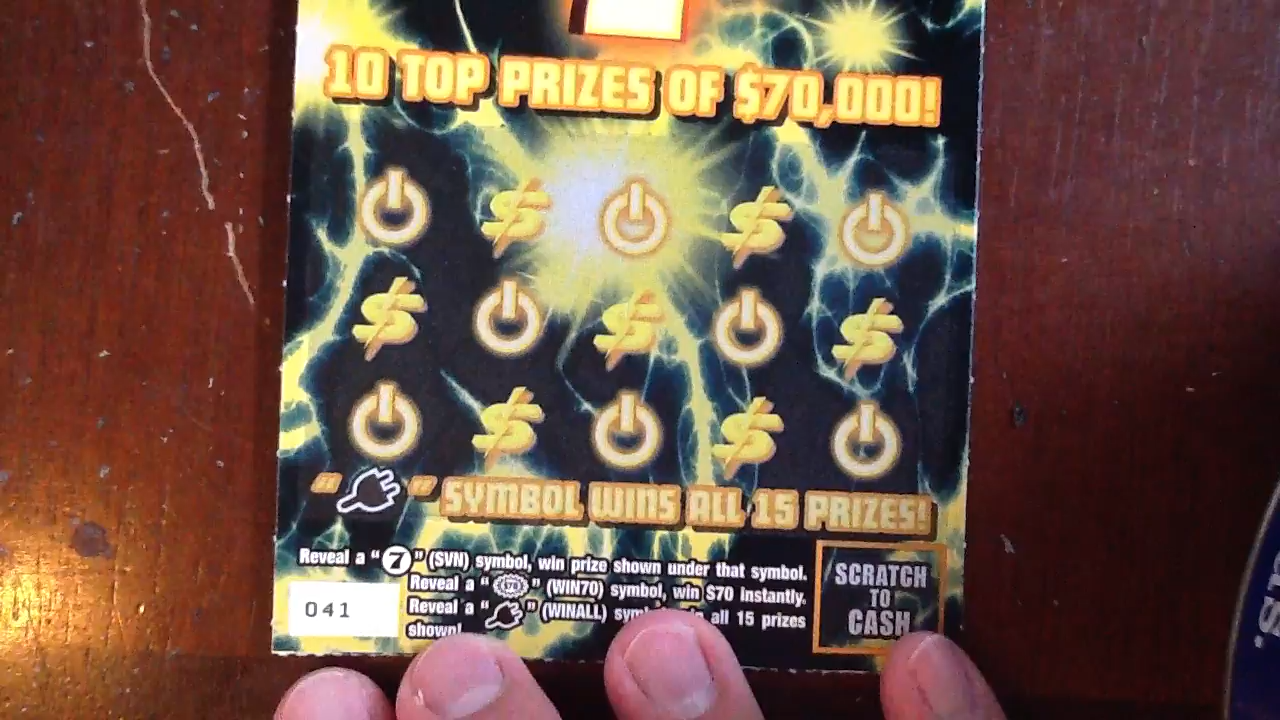 10 TOP PRIZES OF $70,000!
" " SYMBOL WINS ALL 15 PRIZES!
Reveal a "7" (SVN) symbol, win prize shown under that symbol.
Reveal a " " (WIN70) symbol, win $70 instantly.
Reveal a " " (WINALL) all 15 prizes
shown!
041
SCRATCH
TO
CASH